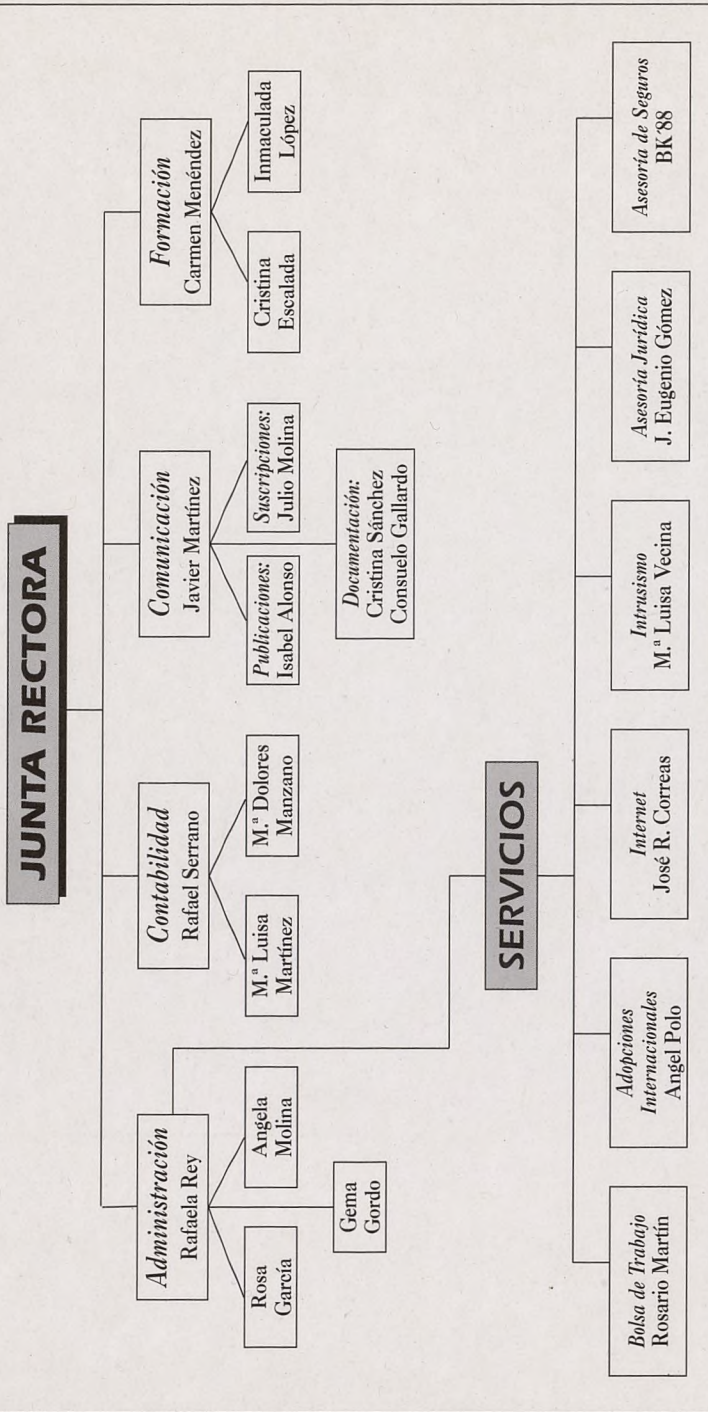 JUNTA RECTORA
Administración
Rafaela Rey
Rosa
García
Angela
Molina
Gema
Gordo
Contabilidad
Rafael Serrano
M.ª Luisa
Martínez
M.ª Dolores
Manzano
Comunicación
Javier Martínez
Publicaciones:
Isabel Alonso
Suscripciones:
Julio Molina
Documentación:
Cristina Sánchez
Consuelo Gallardo
Formación
Carmen Menéndez
Cristina
Escalada
Inmaculada
López
SERVICIOS
Bolsa de Trabajo
Rosario Martín
Adopciones
Internacionales
Angel Polo
Internet
José R. Correas
Intrusismo
M.ª Luisa Vecina
Asesoría Jurídica
J. Eugenio Gómez
Asesoría de Seguros
BK'88